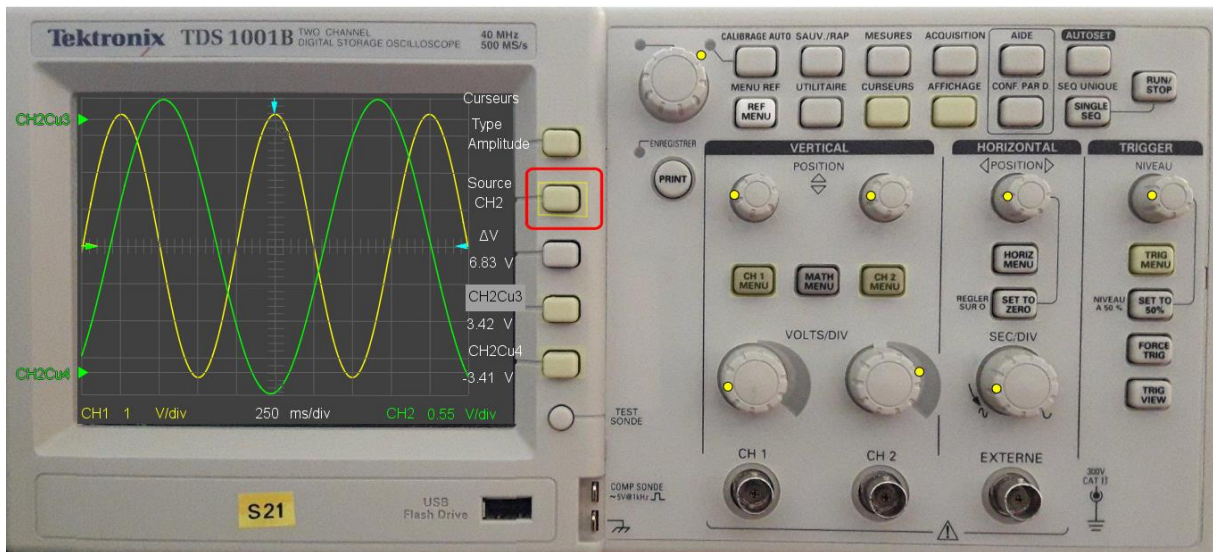 Tektronix TDS 1001B TWO CHANNEL DIGITAL STORAGE OSCILLOSCOPE 40 MHz 500 MS/s
CH2Cu3
CH2Cu4
Curseurs
Type
Amplitude
Source
CH2
ΔV
6.83 V
CH2Cu3
3.42 V
CH2Cu4
-3.41 V
CH1 1 V/div 250 ms/div CH2 0.55 V/div
TEST SONDE
S21
USB
Flash Drive
COMP SONDE
~5V@1kHz
CALIBRAGE AUTO SAUV./RAP MESURES ACQUISITION AIDE AUTOSET
MENU REF UTILITAIRE CURSEURS AFFICHAGE CONF. PAR D. SEQ UNIQUE
RUN/STOP
REF MENU
SINGLE SEQ
ENREGISTRER
PRINT
VERTICAL HORIZONTAL TRIGGER
POSITION POSITION NIVEAU
CH 1 MENU
MATH MENU
CH 2 MENU
HORIZ MENU
TRIG MENU
REGLER SUR O
SET TO ZERO
NIVEAU A 50 %
SET TO 50%
VOLTS/DIV SEC/DIV
FORCE TRIG
TRIG VIEW
CH 1 CH 2 EXTERNE
300V
CAT II